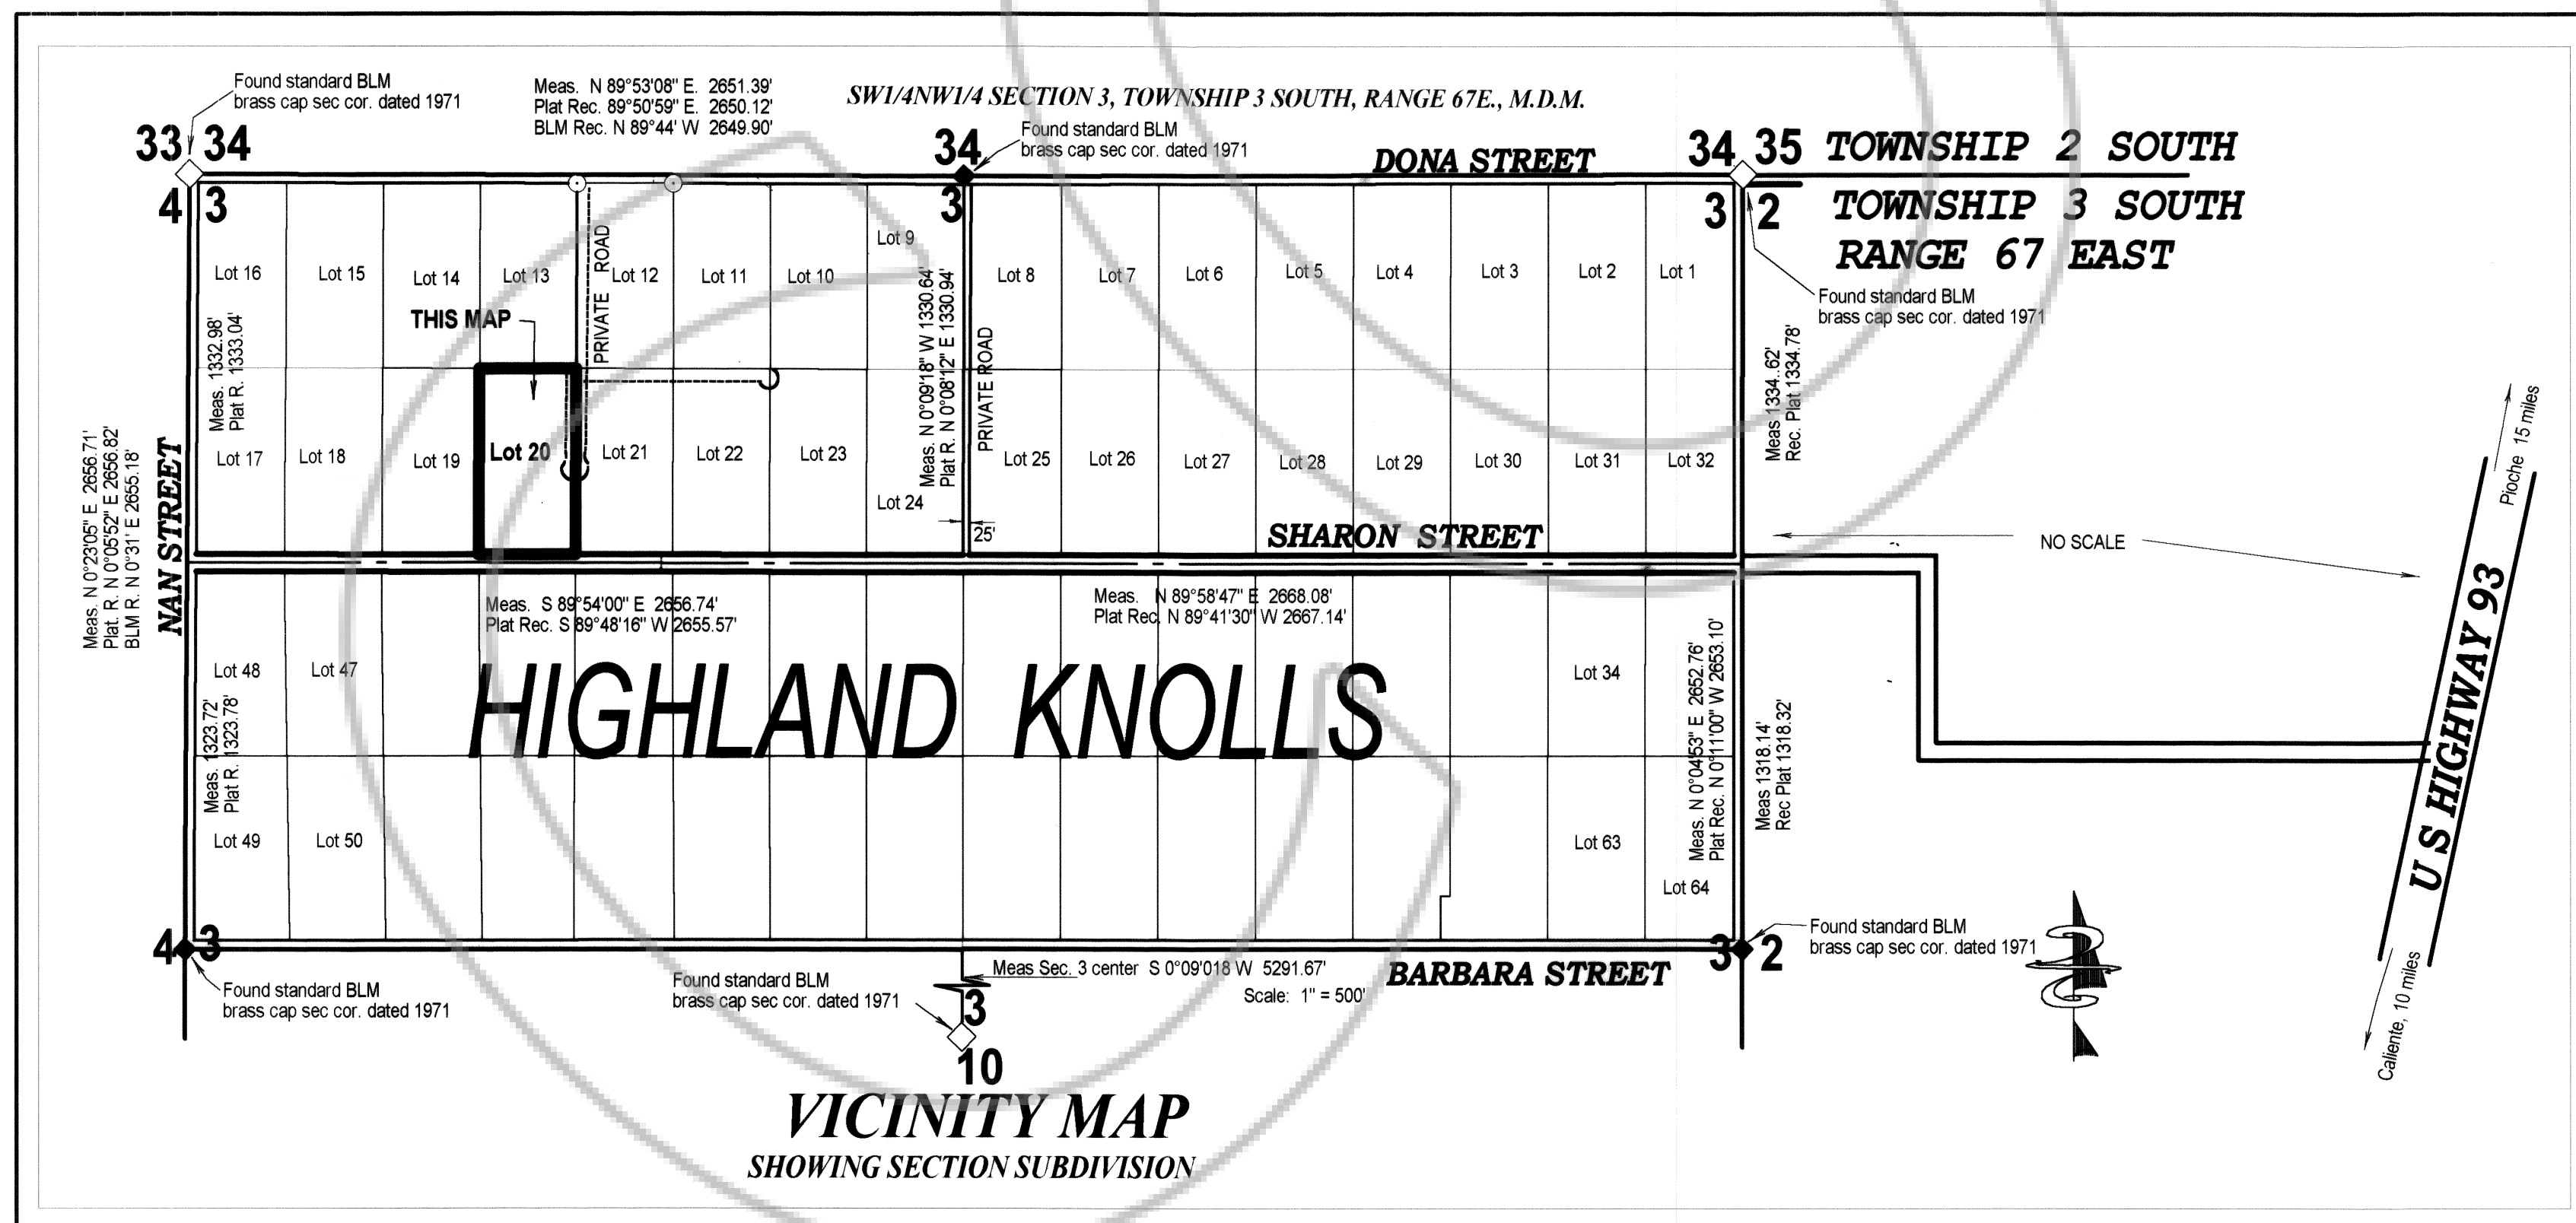 Found standard BLM
brass cap sec cor. dated 1971
Meas. N 89°53'08" E. 2651.39'
Plat Rec. 89°50'59" E. 2650.12'
BLM Rec. N 89°44' W 2649.90'
SW1/4NW1/4 SECTION 3, TOWNSHIP 3 SOUTH, RANGE 67E., M.D.M.
Found standard BLM
brass cap sec cor. dated 1971
33 34
34
34 35
TOWNSHIP 2 SOUTH
DONA STREET
4 3
3
3 2
TOWNSHIP 3 SOUTH
RANGE 67 EAST
Found standard BLM
brass cap sec cor. dated 1971
Lot 16
Lot 15
Lot 14
Lot 13
PRIVATE ROAD
Lot 12
Lot 11
Lot 10
Lot 9
Lot 8
Lot 7
Lot 6
Lot 5
Lot 4
Lot 3
Lot 2
Lot 1
THIS MAP
Meas. 1332.98'
Plat R. 1333.04'
Meas. N 0°09'18" W 1330.64'
Plat R. N 0°08'12" E 1330.94'
PRIVATE ROAD
Meas 1334..62'
Rec. Plat 1334.78'
Lot 17
Lot 18
Lot 19
Lot 20
Lot 21
Lot 22
Lot 23
Lot 24
Lot 25
Lot 26
Lot 27
Lot 28
Lot 29
Lot 30
Lot 31
Lot 32
25'
Meas. N 0°23'05" E 2656.71'
Plat. R. N 0°05'52" E 2656.82'
BLM R. N 0°31' E 2655.18'
NAN STREET
SHARON STREET
NO SCALE
Pioche 15 miles
U S HIGHWAY 93
Caliente, 10 miles
Meas. S 89°54'00" E 2656.74'
Plat Rec. S 89°48'16" W 2655.57'
Meas. N 89°58'47" E 2668.08'
Plat Rec. N 89°41'30" W 2667.14'
Lot 48
Lot 47
HIGHLAND KNOLLS
Lot 34
Meas. 1323.72'
Plat R. 1323.78'
Meas. N 0°04'53" E 2652.76'
Plat Rec. N 0°11'00" W 2653.10'
Meas 1318.14'
Rec Plat 1318.32'
Lot 49
Lot 50
Lot 63
Lot 64
4 3
3 2
Found standard BLM
brass cap sec cor. dated 1971
Found standard BLM
brass cap sec cor. dated 1971
Found standard BLM
brass cap sec cor. dated 1971
Meas Sec. 3 center S 0°09'018 W 5291.67'
BARBARA STREET
Scale: 1" = 500'
3
10
VICINITY MAP
SHOWING SECTION SUBDIVISION